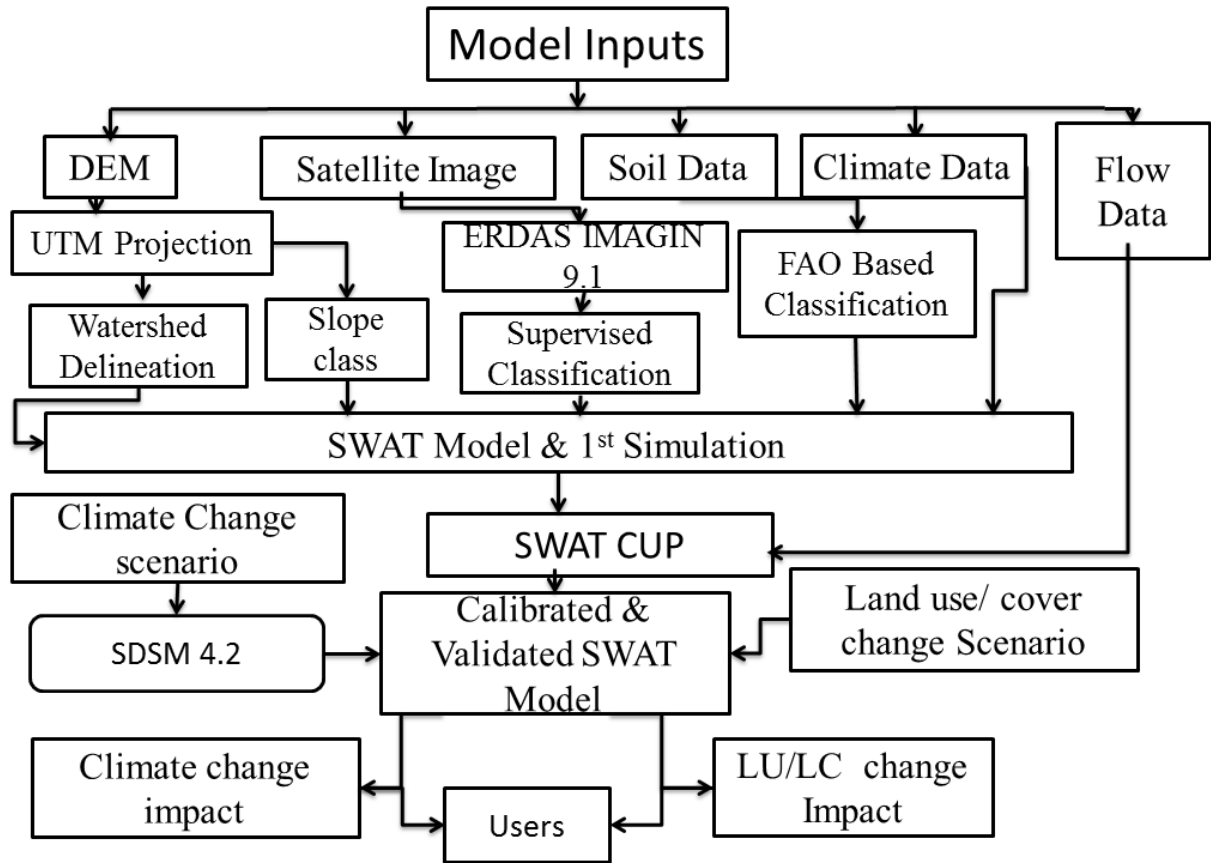 Model Inputs
DEM
Satellite Image
Soil Data
Climate Data
Flow
Data
UTM Projection
ERDAS IMAGIN
9.1
FAO Based
Classification
Watershed
Delineation
Slope
class
Supervised
Classification
SWAT Model & 1st Simulation
Climate Change
scenario
SWAT CUP
SDSM 4.2
Calibrated &
Validated SWAT
Model
Land use/ cover
change Scenario
Climate change
impact
Users
LU/LC change
Impact